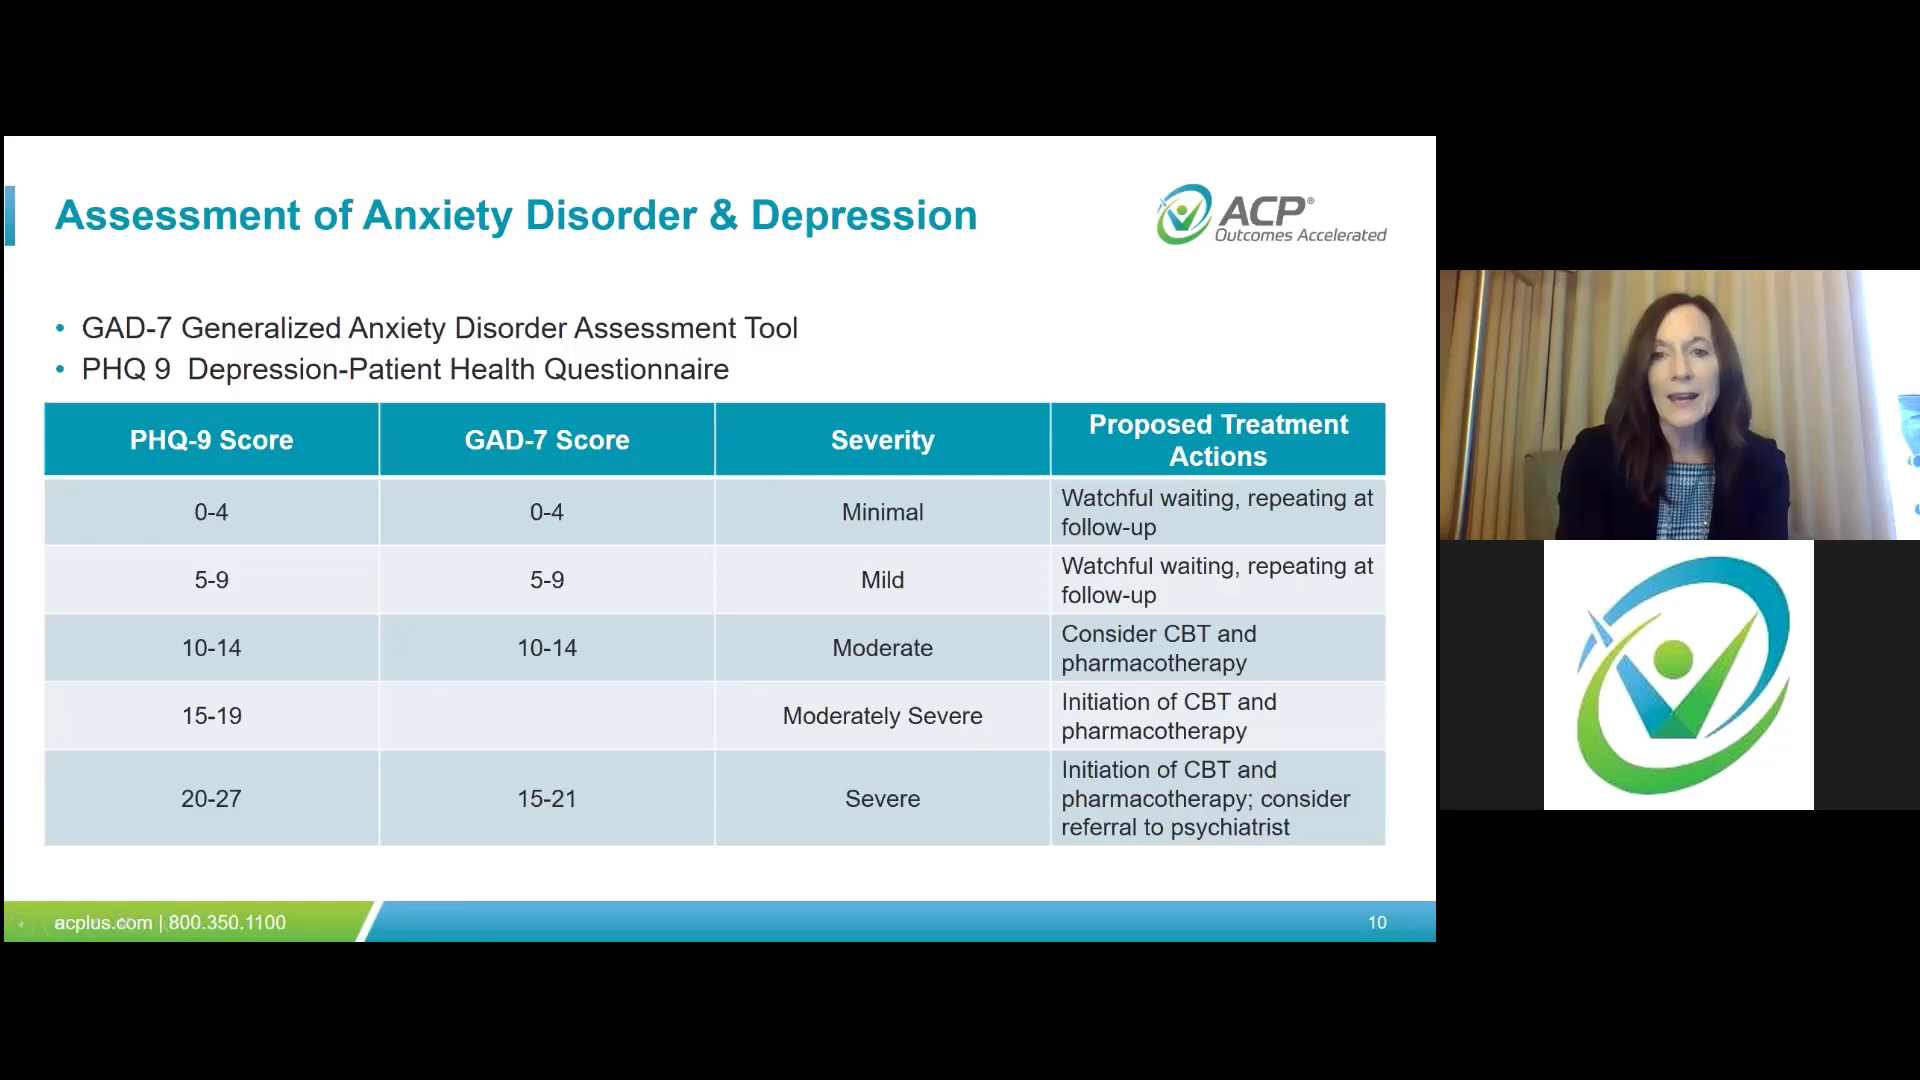 Assessment of Anxiety Disorder & Depression
ACP®
Outcomes Accelerated
• GAD-7 Generalized Anxiety Disorder Assessment Tool
• PHQ 9 Depression-Patient Health Questionnaire
PHQ-9 Score GAD-7 Score Severity Proposed Treatment
Actions
0-4 0-4 Minimal Watchful waiting, repeating at
follow-up
5-9 5-9 Mild Watchful waiting, repeating at
follow-up
10-14 10-14 Moderate Consider CBT and
pharmacotherapy
15-19 Moderately Severe Initiation of CBT and
pharmacotherapy
20-27 15-21 Severe Initiation of CBT and
pharmacotherapy; consider
referral to psychiatrist
acplus.com | 800.350.1100
10